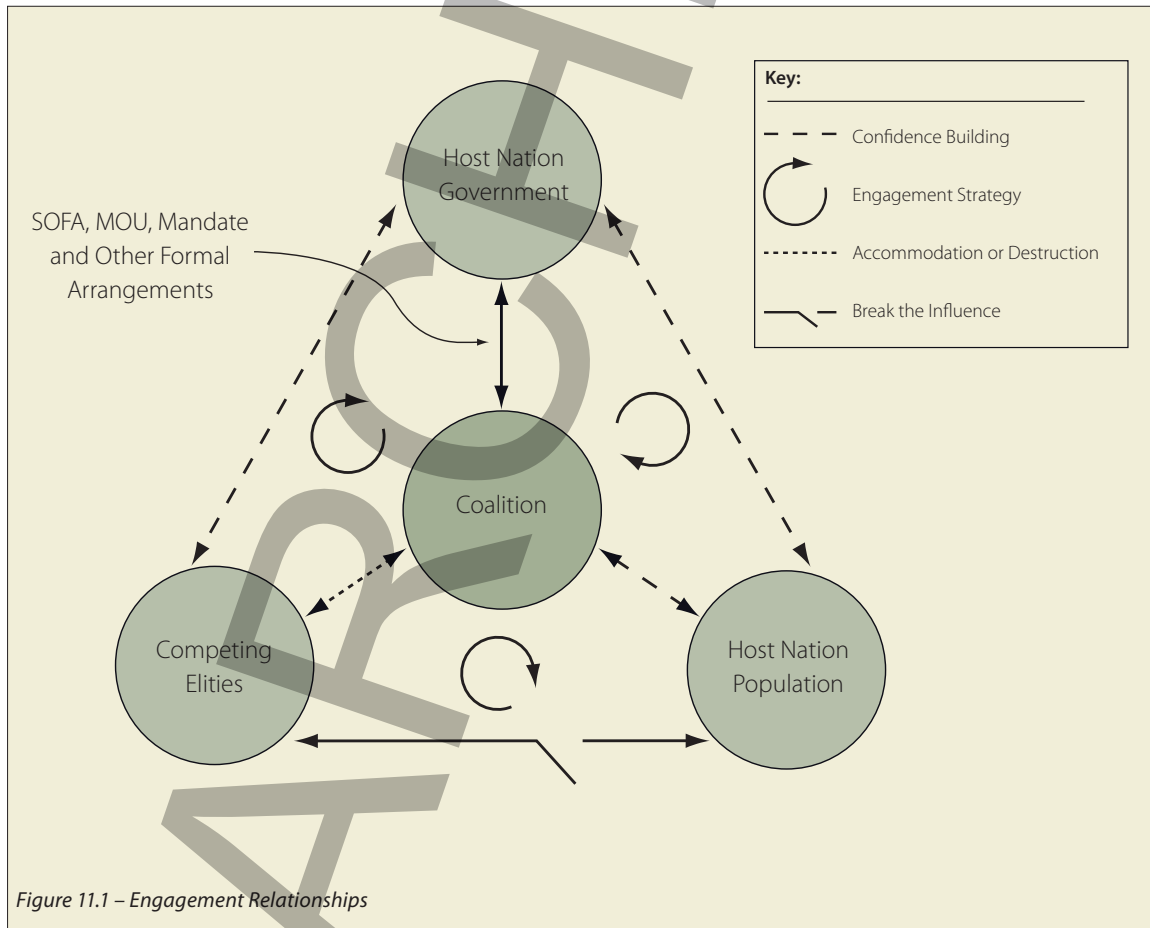 Key:
Confidence Building
Engagement Strategy
Accommodation or Destruction
Break the Influence
Host Nation
Government
SOFA, MOU, Mandate
and Other Formal
Arrangements
Coalition
Competing
Elities
Host Nation
Population
Figure 11.1 – Engagement Relationships